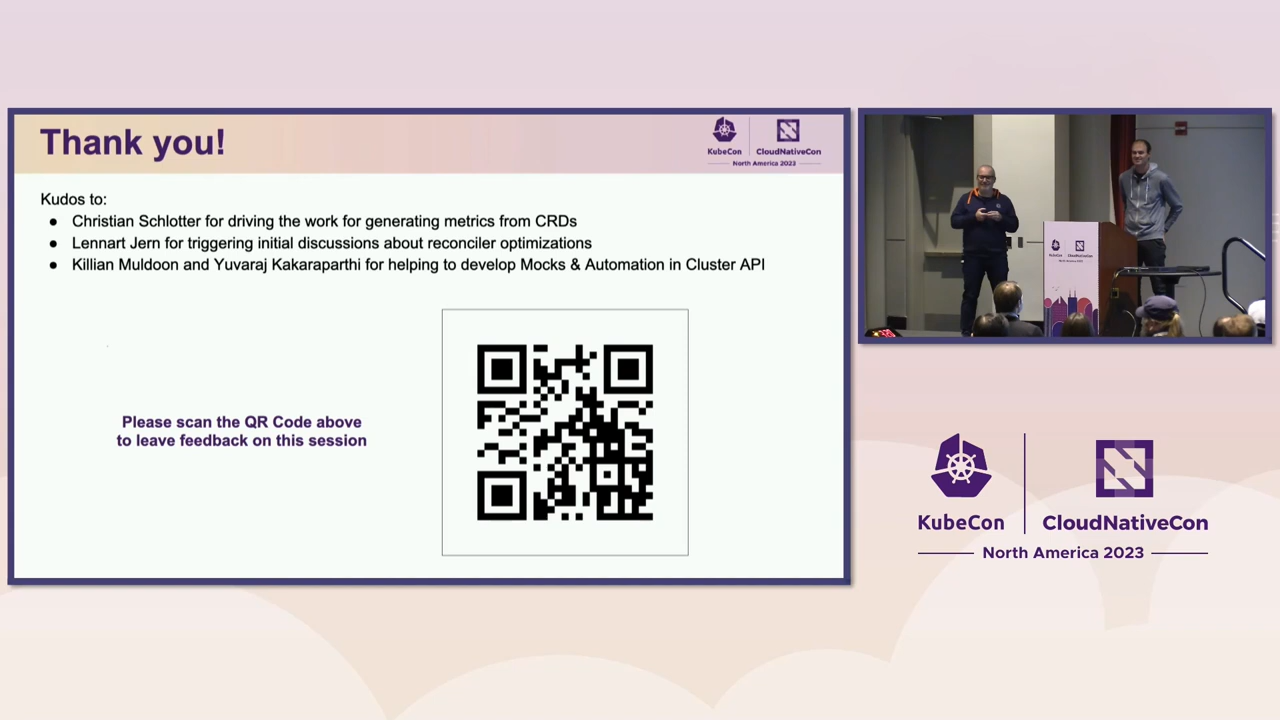 Thank you!
KubeCon
CloudNativeCon
North America 2023
Kudos to:
● Christian Schlotter for driving the work for generating metrics from CRDs
● Lennart Jern for triggering initial discussions about reconciler optimizations
● Killian Muldoon and Yuvaraj Kakaraparthi for helping to develop Mocks & Automation in Cluster API
Please scan the QR Code above
to leave feedback on this session
KubeCon
CloudNativeCon
North America 2023